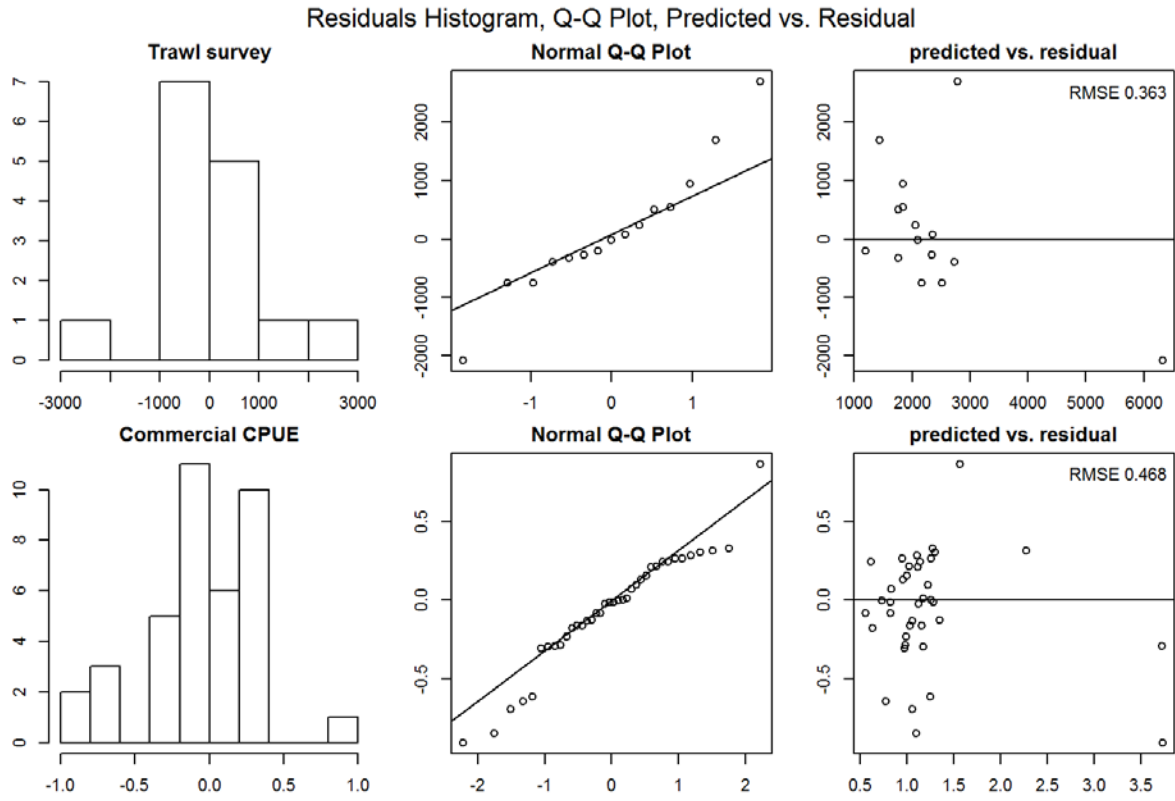 Residuals Histogram, Q-Q Plot, Predicted vs. Residual
Trawl survey
7
6
5
4
3
2
1
0
-3000 -1000 0 1000 3000
Normal Q-Q Plot
2000
1000
0
-1000
-2000
-1 0 1
predicted vs. residual
RMSE 0.363
2000
1000
0
-1000
-2000
1000 2000 3000 4000 5000 6000
Commercial CPUE
10
8
6
4
2
0
-1.0 -0.5 0.0 0.5 1.0
Normal Q-Q Plot
0.5
0.0
-0.5
-2 -1 0 1 2
predicted vs. residual
RMSE 0.468
0.5
0.0
-0.5
0.5 1.0 1.5 2.0 2.5 3.0 3.5